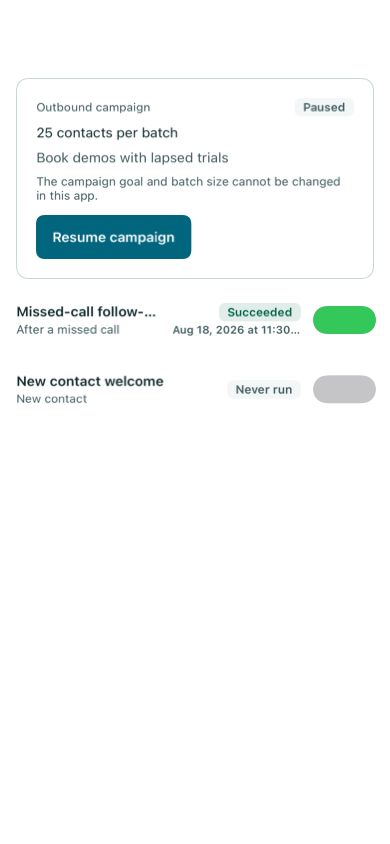 Outbound campaign
Paused
25 contacts per batch
Book demos with lapsed trials
The campaign goal and batch size cannot be changed
in this app.
Resume campaign
Missed-call follow-...
Succeeded
After a missed call
Aug 18, 2026 at 11:30...
New contact welcome
Never run
New contact